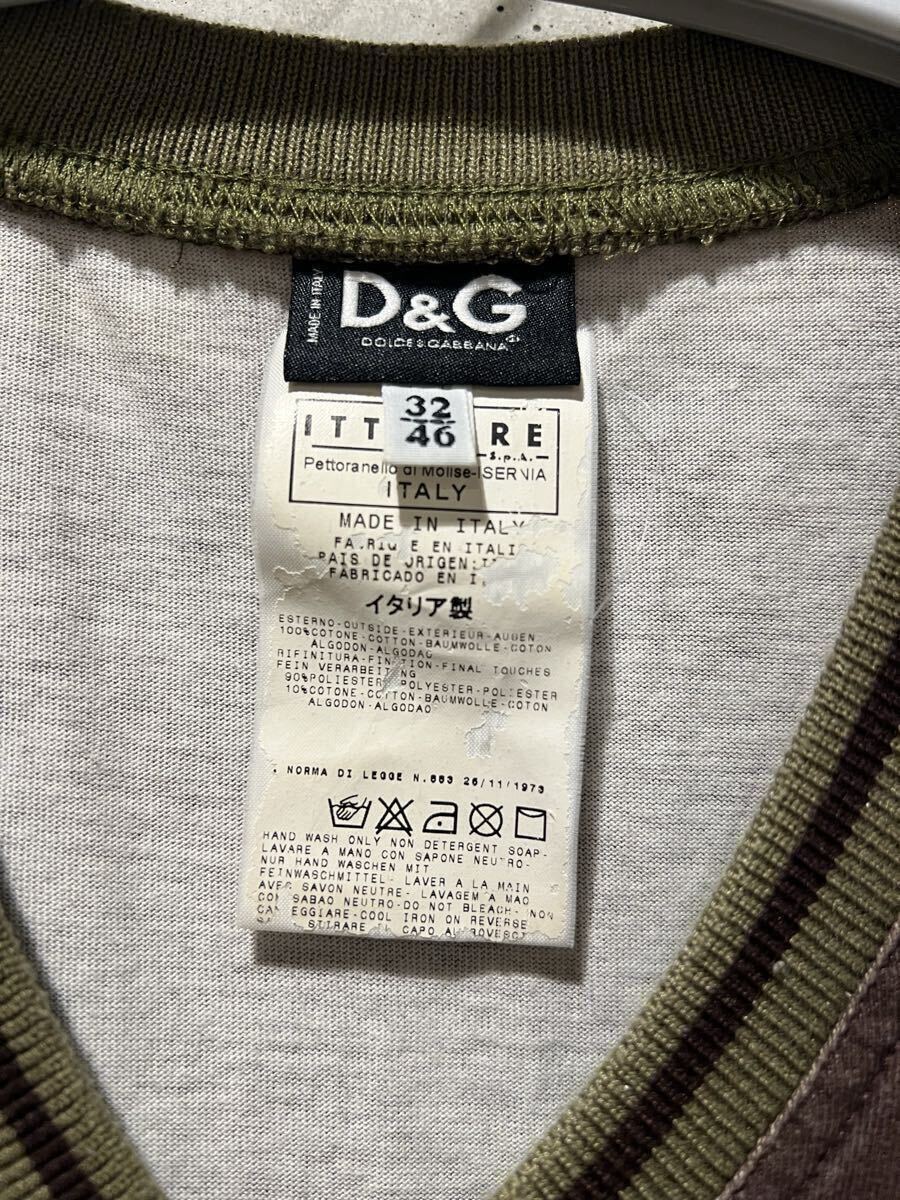 MADE IN ITALY
D&G
DOLCE&GABBANA
32
46
S.p.A.
Pettoranello di Molise-ISERNIA
ITALY
MADE IN ITALY
EN ITALI
PAIS DE
FABRICADO EN
イタリア製
ESTERNO-OUTSIDE-EXTERIEUR-AUßEN
100%COTONE-COTTON-BAUMWOLLE-COTON
ALGODON-ALGODAO
RIFINITURA-FINITION-FINAL TOUCHES
FEIN VERARBEITUNG
90%POLIESTERE-POLYESTER-POLIESTER
10%COTONE-COTTON-BAUMWOLLE-COTON
ALGODON-ALGODAO
NORMA DI LEGGE N.883 26/11/1973
HAND WASH ONLY NON DETERGENT SOAP-
LAVARE A MANO CON SAPONE NEUTRO-
NUR HAND WASCHEN MIT
FEINWASCHMITTEL- LAVER A LA MAIN
AVEC SAVON NEUTRE- LAVAGEM A MAO
COM SABAO NEUTRO-DO NOT BLEACH- NON
CANDEGGIARE-COOL IRON ON REVERSE
STIRARE CAPO